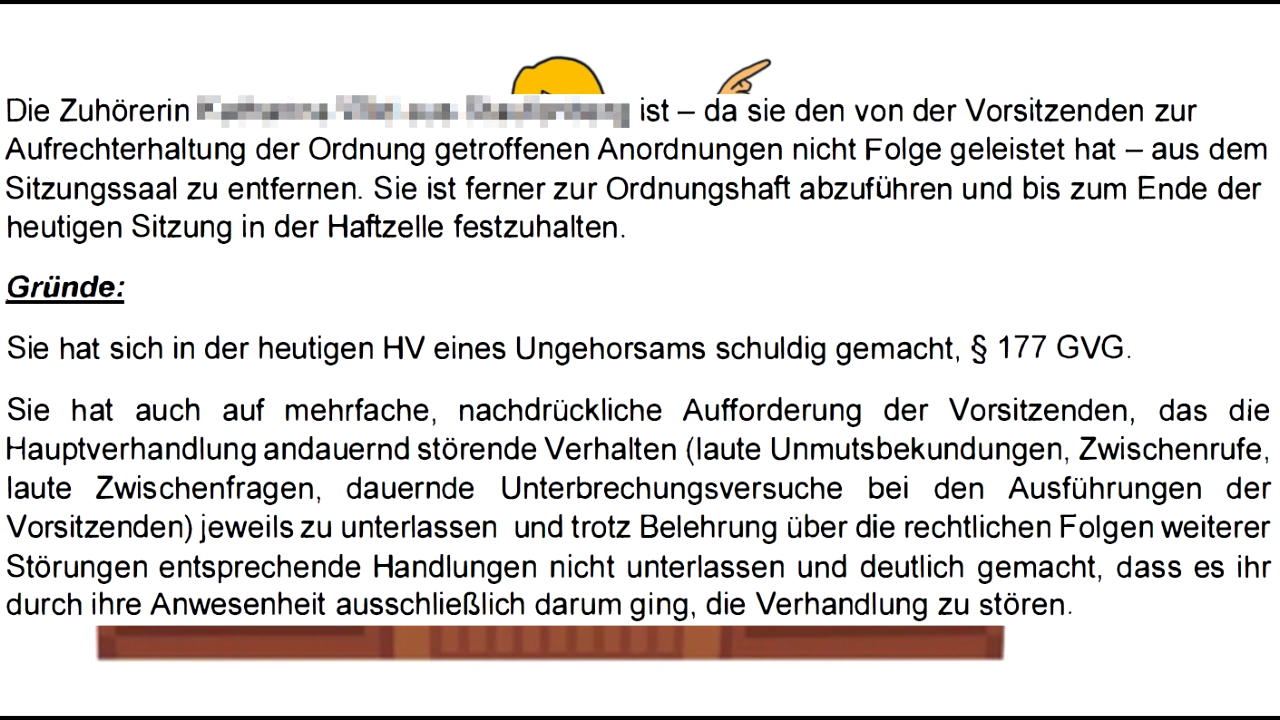 Die Zuhörerin ist – da sie den von der Vorsitzenden zur
Aufrechterhaltung der Ordnung getroffenen Anordnungen nicht Folge geleistet hat – aus dem
Sitzungssaal zu entfernen. Sie ist ferner zur Ordnungshaft abzuführen und bis zum Ende der
heutigen Sitzung in der Haftzelle festzuhalten.
Gründe:
Sie hat sich in der heutigen HV eines Ungehorsams schuldig gemacht, § 177 GVG.
Sie hat auch auf mehrfache, nachdrückliche Aufforderung der Vorsitzenden, das die
Hauptverhandlung andauernd störende Verhalten (laute Unmutsbekundungen, Zwischenrufe,
laute Zwischenfragen, dauernde Unterbrechungsversuche bei den Ausführungen der
Vorsitzenden) jeweils zu unterlassen und trotz Belehrung über die rechtlichen Folgen weiterer
Störungen entsprechende Handlungen nicht unterlassen und deutlich gemacht, dass es ihr
durch ihre Anwesenheit ausschließlich darum ging, die Verhandlung zu stören.